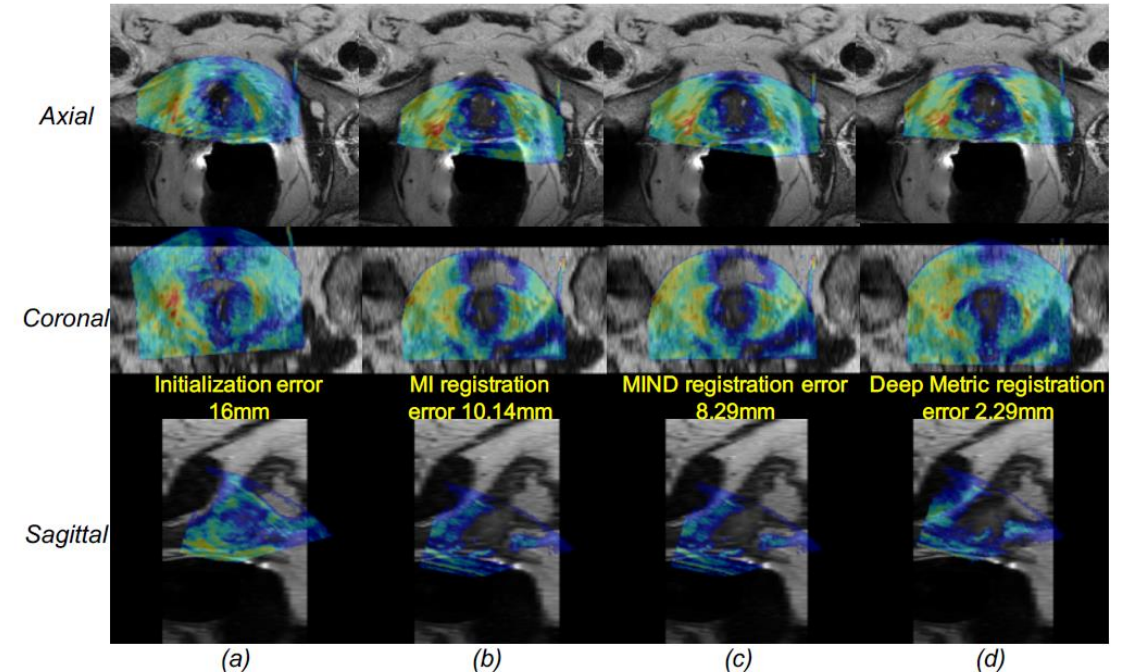 Axial
Coronal
Initialization error
16mm
MI registration
error 10.14mm
MIND registration error
8.29mm
Deep Metric registration
error 2.29mm
Sagittal
(a)
(b)
(c)
(d)